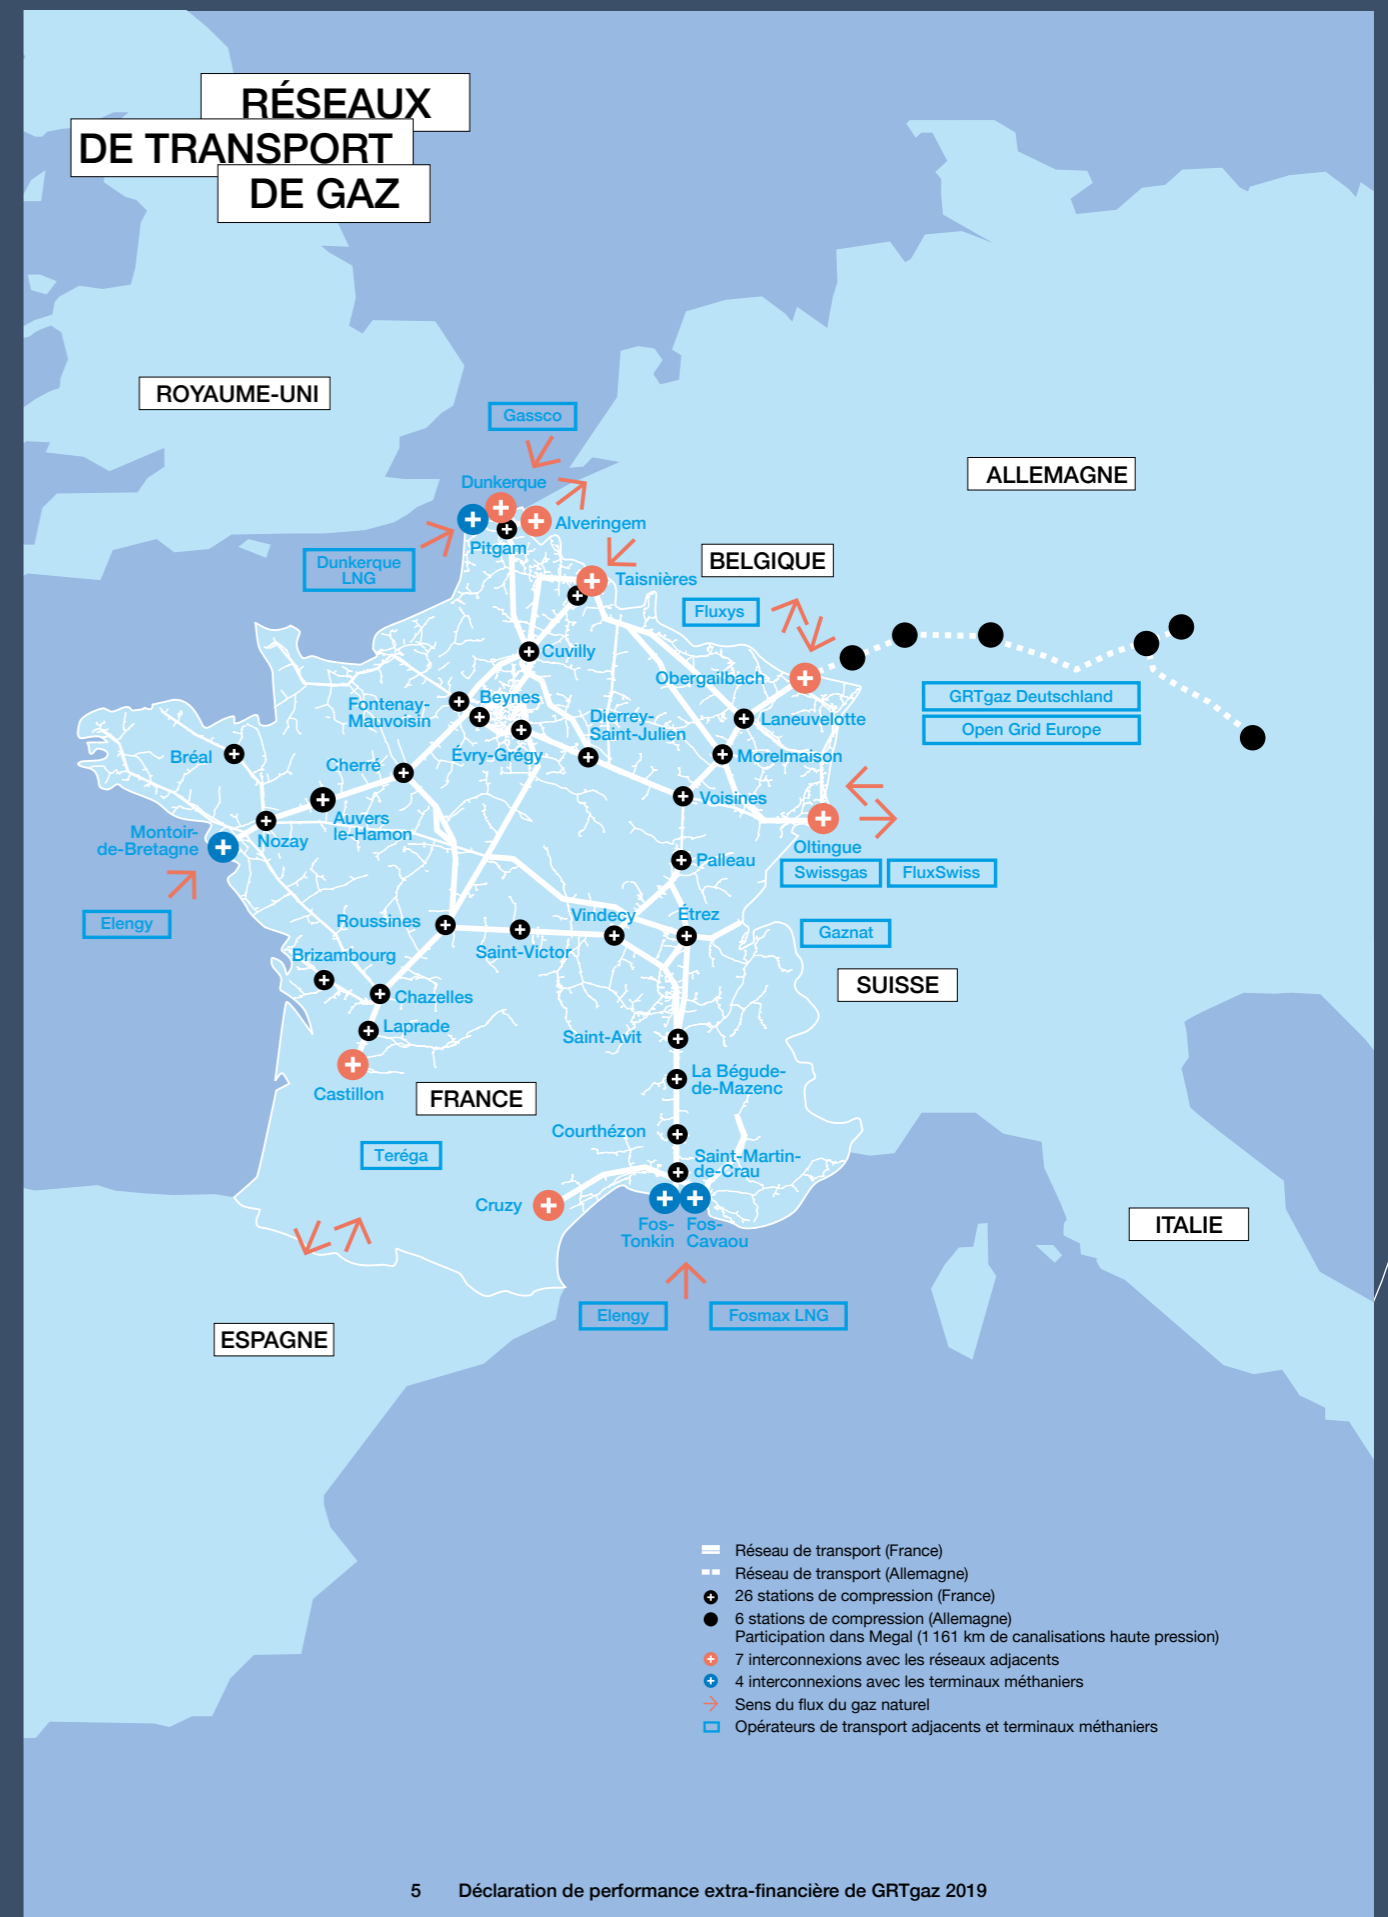 RÉSEAUX
DE TRANSPORT
DE GAZ
ROYAUME-UNI
Gassco
ALLEMAGNE
Dunkerque
Alveringem
Pitgam
BELGIQUE
Dunkerque
LNG
Taisnières
Fluxys
Cuvilly
Obergailbach
GRTgaz Deutschland
Open Grid Europe
Fontenay-
Mauvoisin
Beynes
Dierrey-
Saint-Julien
Laneuvelotte
Bréal
Cherré
Évry-Grégy
Morelmaison
Voisines
Auvers
le-Hamon
Nozay
Montoir-
de-Bretagne
Oltingue
Palleau
Swissgas
FluxSwiss
Elengy
Roussines
Vindecy
Étrez
Gaznat
Saint-Victor
Brizambourg
SUISSE
Chazelles
Laprade
Saint-Avit
La Bégude-
de-Mazenc
Castillon
FRANCE
Courthézon
Teréga
Saint-Martin-
de-Crau
Cruzy
Fos-
Tonkin
Fos-
Cavaou
ITALIE
Elengy
Fosmax LNG
ESPAGNE
Réseau de transport (France)
Réseau de transport (Allemagne)
26 stations de compression (France)
6 stations de compression (Allemagne)
Participation dans Megal (1 161 km de canalisations haute pression)
7 interconnexions avec les réseaux adjacents
4 interconnexions avec les terminaux méthaniers
Sens du flux du gaz naturel
Opérateurs de transport adjacents et terminaux méthaniers
5 Déclaration de performance extra-financière de GRTgaz 2019